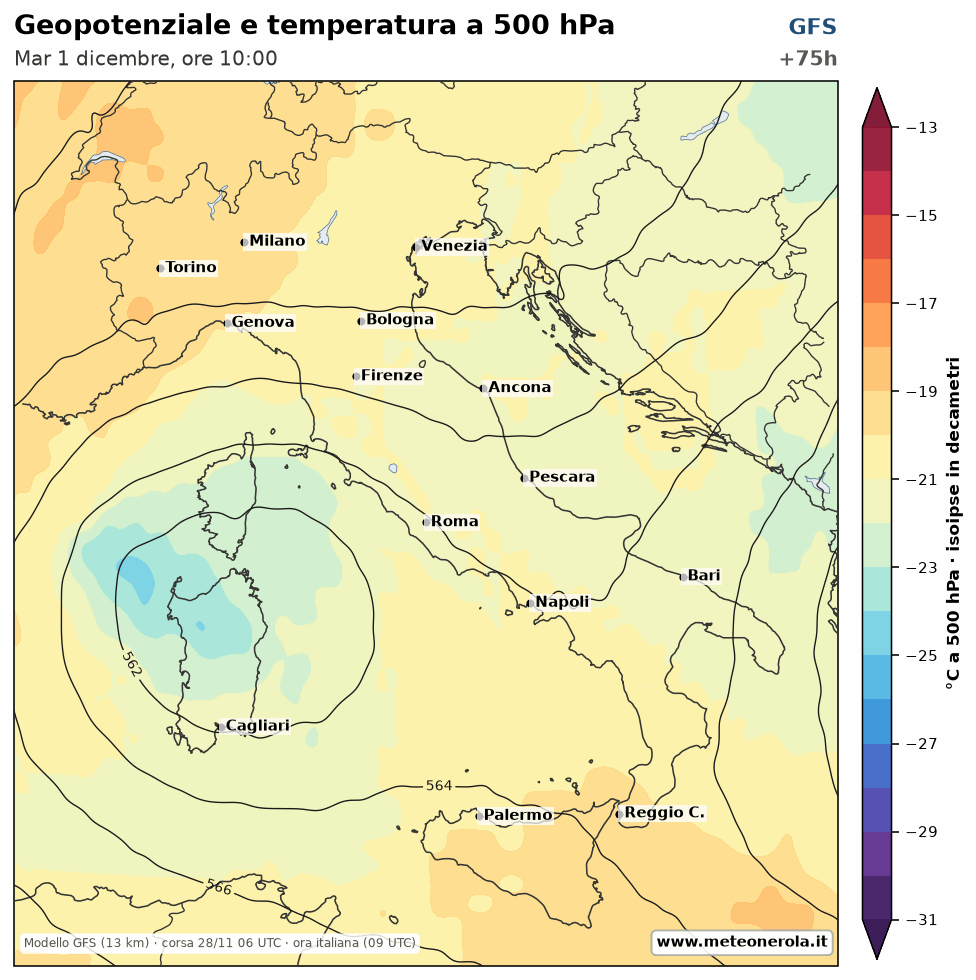 Geopotenziale e temperatura a 500 hPa
GFS
Mar 1 dicembre, ore 10:00
+75h
−13
−15
−17
−19
−21
−23
−25
−27
−29
−31
°C a 500 hPa · isoipse in decametri
Milano
Venezia
Torino
Genova
Bologna
Firenze
Ancona
Pescara
Roma
Bari
Napoli
562
Cagliari
564
Palermo
Reggio C.
566
Modello GFS (13 km) · corsa 28/11 06 UTC · ora italiana (09 UTC)
www.meteonerola.it